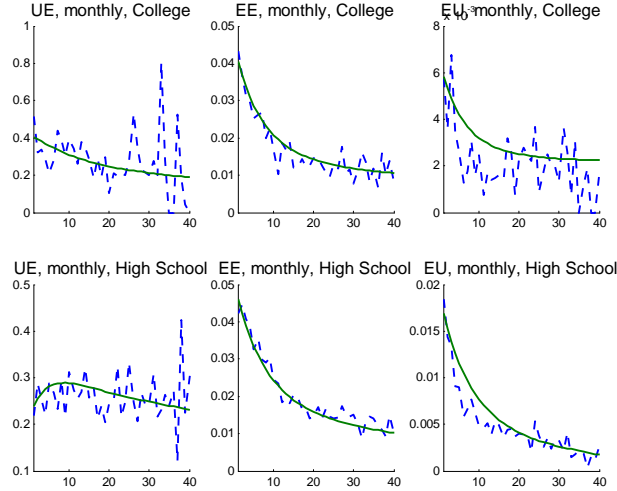 UE, monthly, College
EE, monthly, College
EU, monthly, College
x 10⁻³
1
0.8
0.6
0.4
0.2
0
10 20 30 40
0.05
0.04
0.03
0.02
0.01
0
10 20 30 40
8
6
4
2
0
10 20 30 40
UE, monthly, High School
EE, monthly, High School
EU, monthly, High School
0.5
0.4
0.3
0.2
0.1
10 20 30 40
0.05
0.04
0.03
0.02
0.01
0
10 20 30 40
0.02
0.015
0.01
0.005
0
10 20 30 40